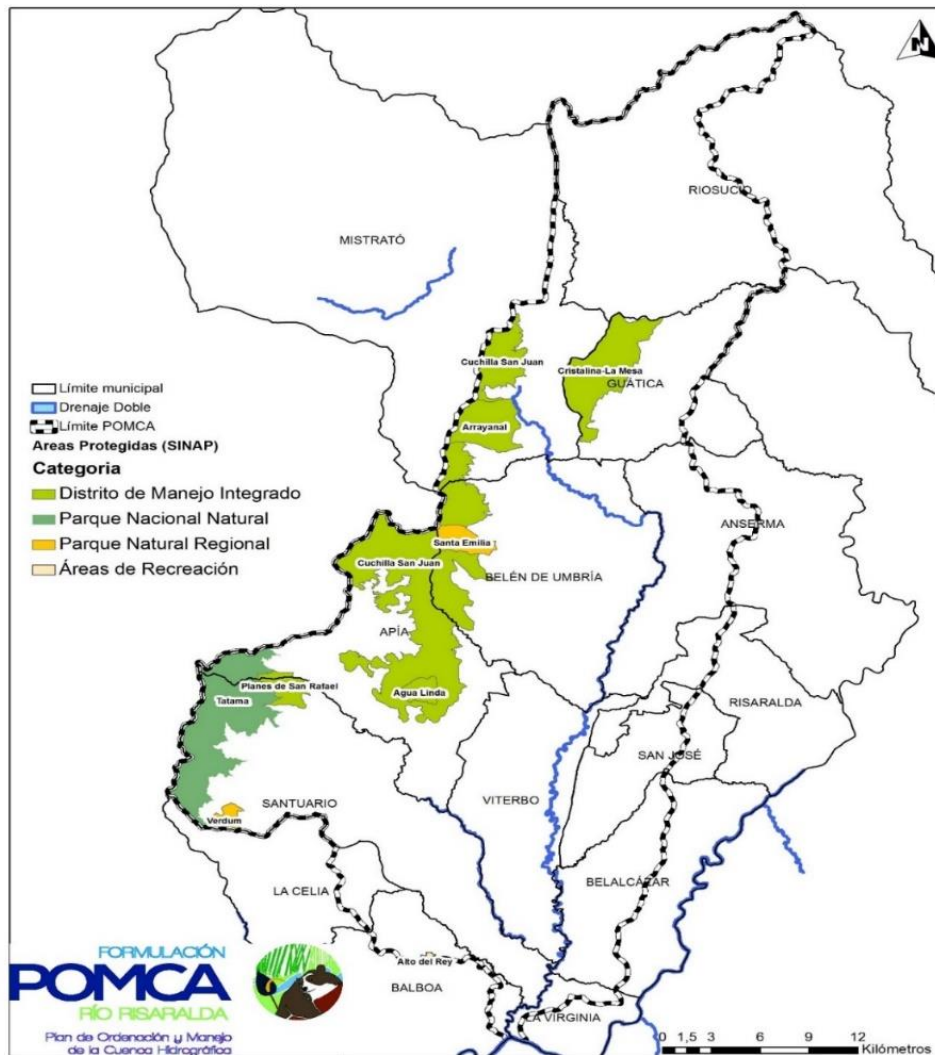 N
RIOSUCIO
MISTRATÓ
Cuchilla San Juan
Cristalina-La Mesa
GUÁTICA
Límite municipal
Drenaje Doble
Límite POMCA
Areas Protegidas (SINAP)
Categoria
Distrito de Manejo Integrado
Parque Nacional Natural
Parque Natural Regional
Áreas de Recreación
Arrayanal
ANSERMA
Santa Emilia
Cuchilla San Juan
BELÉN DE UMBRÍA
APÍA
Planes de San Rafael
Tatama
Agua Linda
RISARALDA
SAN JOSÉ
VITERBO
SANTUARIO
Verdum
BELALCÁZAR
LA CELIA
Alto del Rey
BALBOA
LA VIRGINIA
FORMULACIÓN
POMCA
RÍO RISARALDA
Plan de Ordenación y Manejo
de la Cuenca Hidrográfica
0 1,5 3 6 9 12
Kilómetros